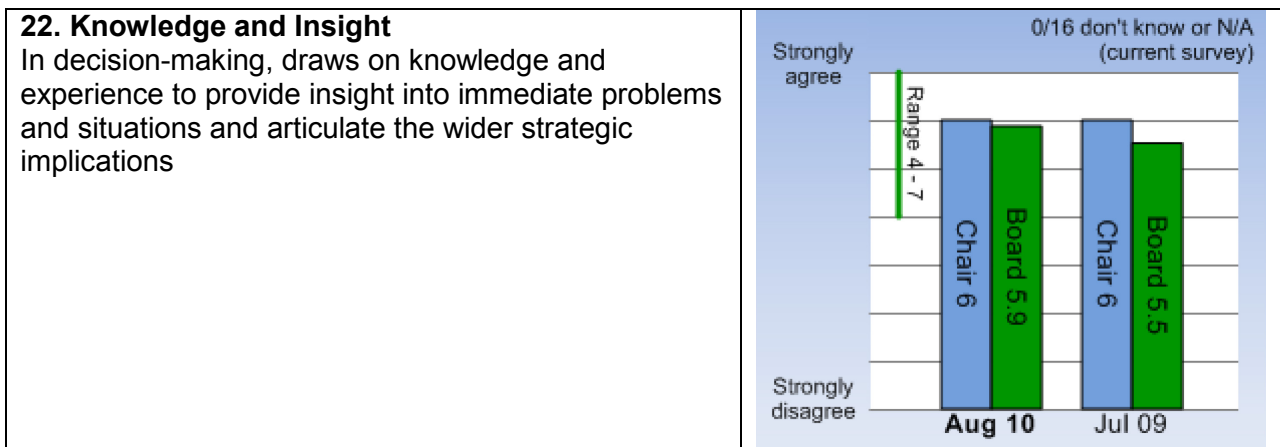 22. Knowledge and Insight
In decision-making, draws on knowledge and
experience to provide insight into immediate problems
and situations and articulate the wider strategic
implications
0/16 don't know or N/A
(current survey)
Strongly
agree
Range 4 - 7
Chair 6
Board 5.9
Chair 6
Board 5.5
Strongly
disagree
Aug 10
Jul 09